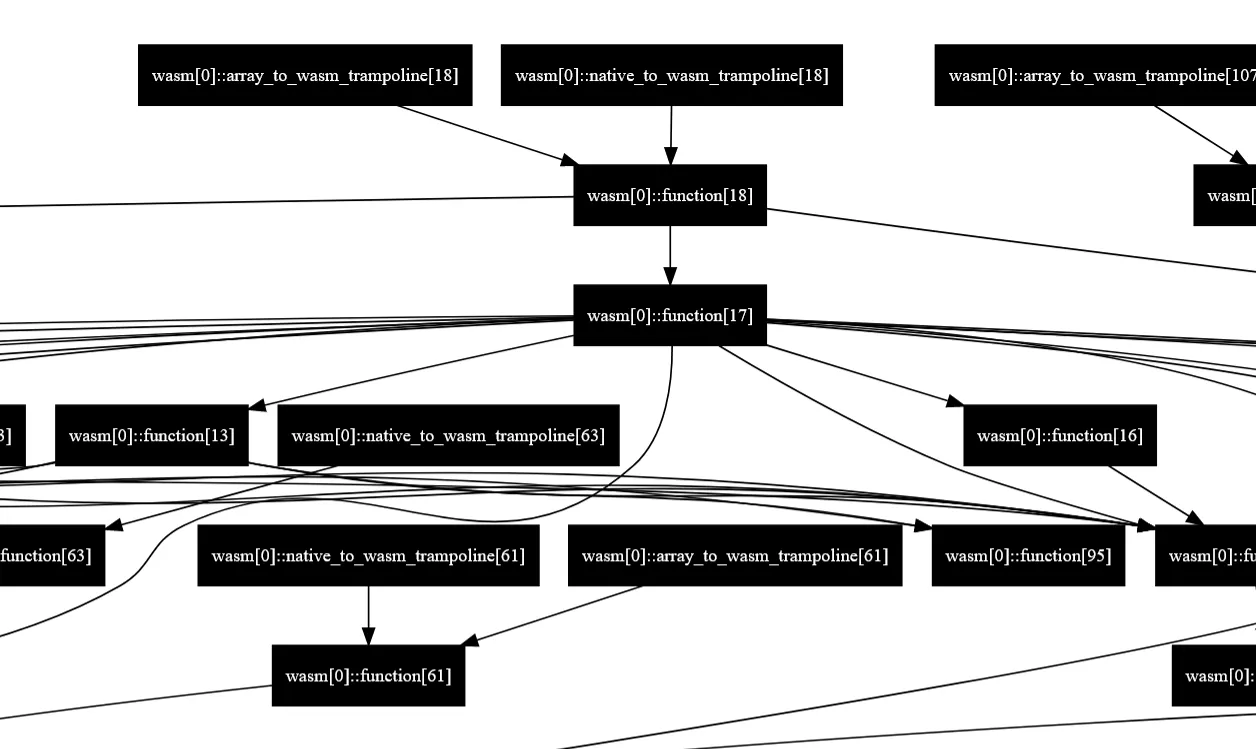 wasm[0]::array_to_wasm_trampoline[18]
wasm[0]::native_to_wasm_trampoline[18]
wasm[0]::array_to_wasm_trampoline[107
wasm[0]::function[18]
wasm[
wasm[0]::function[17]
3]
wasm[0]::function[13]
wasm[0]::native_to_wasm_trampoline[63]
wasm[0]::function[16]
function[63]
wasm[0]::native_to_wasm_trampoline[61]
wasm[0]::array_to_wasm_trampoline[61]
wasm[0]::function[95]
wasm[0]::fu
wasm[0]::function[61]
wasm[0]: